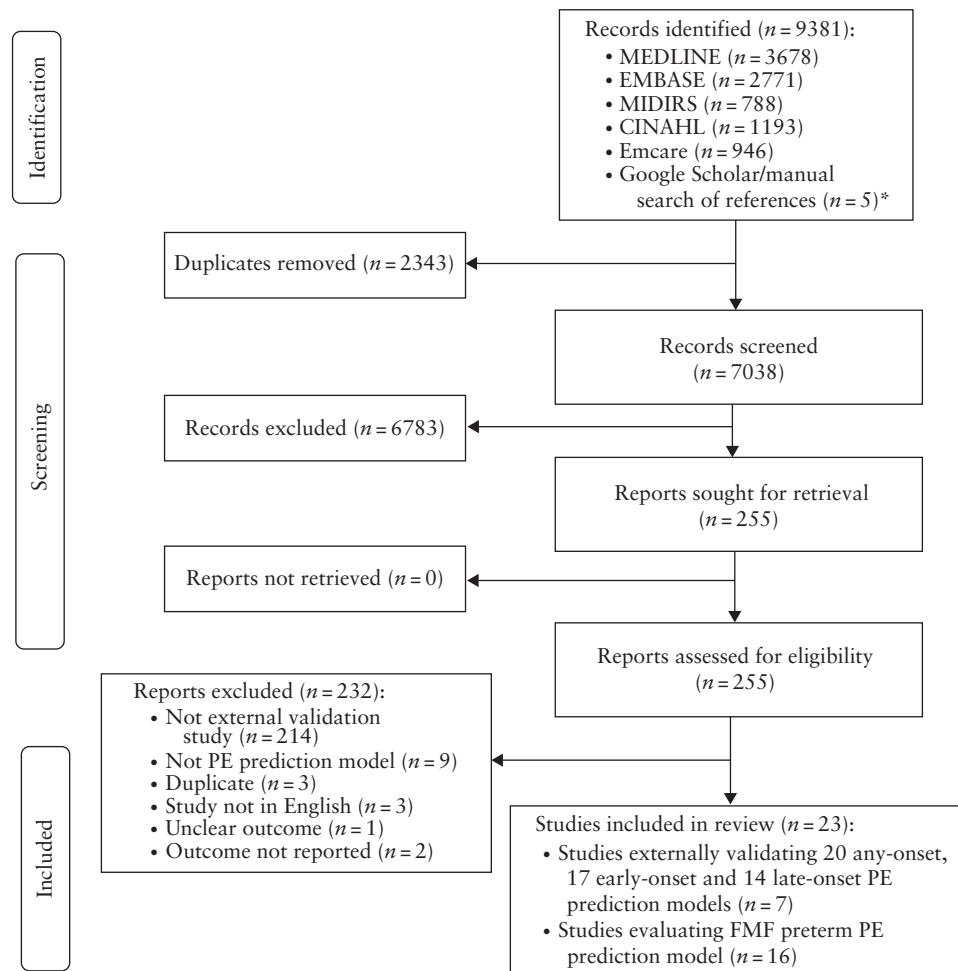 Identification
Records identified (n = 9381):
• MEDLINE (n = 3678)
• EMBASE (n = 2771)
• MIDIRS (n = 788)
• CINAHL (n = 1193)
• Emcare (n = 946)
• Google Scholar/manual
search of references (n = 5)*
Screening
Duplicates removed (n = 2343)
Records screened
(n = 7038)
Records excluded (n = 6783)
Reports sought for retrieval
(n = 255)
Reports not retrieved (n = 0)
Reports assessed for eligibility
(n = 255)
Reports excluded (n = 232):
• Not external validation
study (n = 214)
• Not PE prediction model (n = 9)
• Duplicate (n = 3)
• Study not in English (n = 3)
• Unclear outcome (n = 1)
• Outcome not reported (n = 2)
Included
Studies included in review (n = 23):
• Studies externally validating 20 any-onset,
17 early-onset and 14 late-onset PE
prediction models (n = 7)
• Studies evaluating FMF preterm PE
prediction model (n = 16)